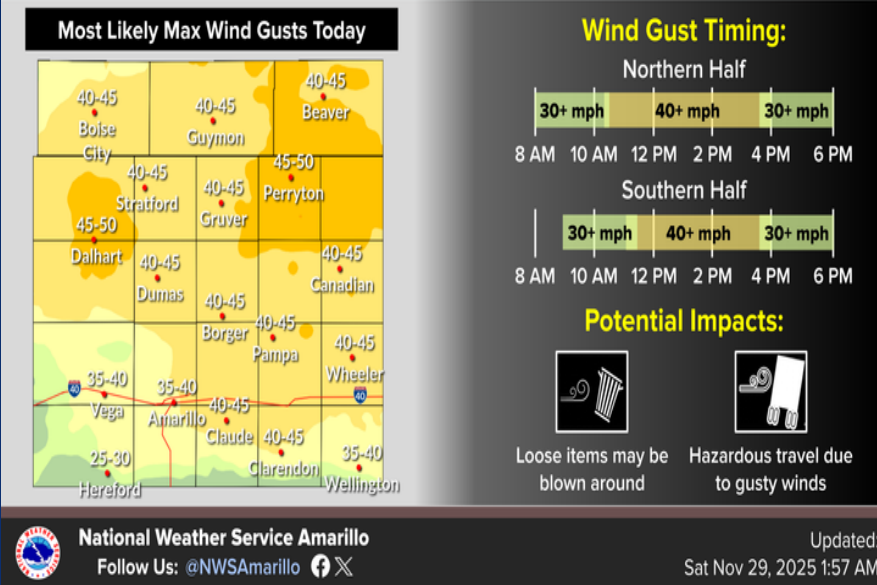 Most Likely Max Wind Gusts Today
40-45
Boise
City
40-45
Guymon
40-45
Beaver
40-45
Stratford
40-45
Gruver
45-50
Perryton
45-50
Dalhart
40-45
Dumas
40-45
Canadian
40-45
Borger
40-45
Pampa
40-45
Wheeler
40
35-40
Vega
35-40
Amarillo
40-45
Claude
40
25-30
Hereford
40-45
Clarendon
35-40
Wellington
Wind Gust Timing:
Northern Half
30+ mph 40+ mph 30+ mph
8 AM 10 AM 12 PM 2 PM 4 PM 6 PM
Southern Half
30+ mph 40+ mph 30+ mph
8 AM 10 AM 12 PM 2 PM 4 PM 6 PM
Potential Impacts:
Loose items may be
blown around
Hazardous travel due
to gusty winds
National Weather Service Amarillo
Follow Us: @NWSAmarillo
Updated:
Sat Nov 29, 2025 1:57 AM